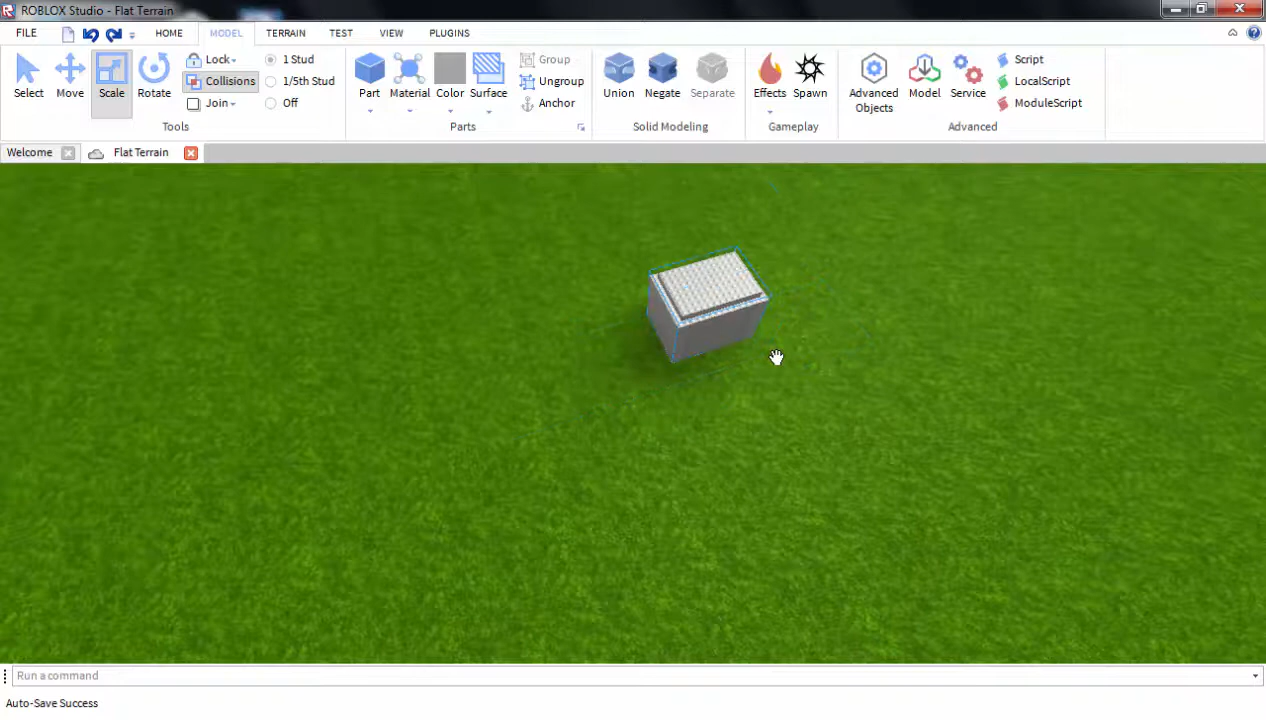 ROBLOX Studio - Flat Terrain
FILE HOME MODEL TERRAIN TEST VIEW PLUGINS
Select Move Scale Rotate
Lock
Collisions
Join
1 Stud
1/5th Stud
Off
Tools
Part Material Color Surface
Group
Ungroup
Anchor
Parts
Union Negate Separate
Solid Modeling
Effects Spawn
Gameplay
Advanced Objects Model Service
Script
LocalScript
ModuleScript
Advanced
Welcome Flat Terrain
Run a command
Auto-Save Success